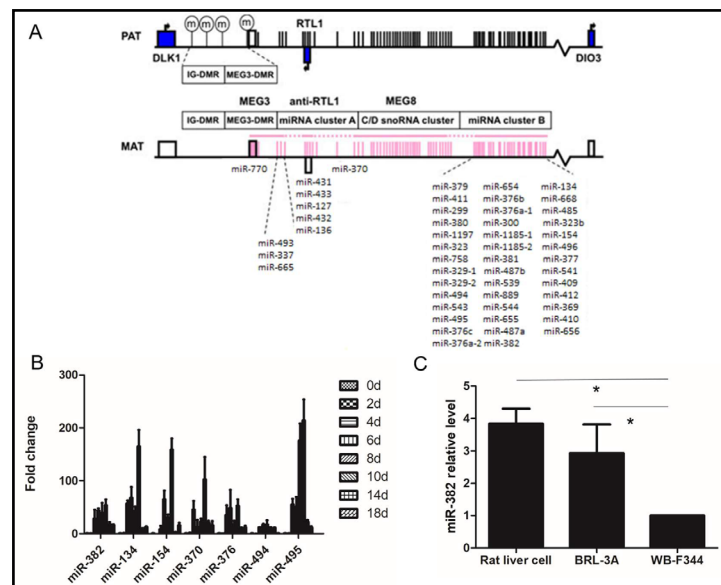 A
PAT
m m m m
RTL1
DLK1
DIO3
IG-DMR MEG3-DMR
MEG3 anti-RTL1 MEG8
IG-DMR MEG3-DMR miRNA cluster A C/D snoRNA cluster miRNA cluster B
MAT
miR-770
miR-431
miR-433
miR-127
miR-432
miR-136
miR-370
miR-493
miR-337
miR-665
miR-379 miR-654 miR-134
miR-411 miR-376b miR-668
miR-299 miR-376a-1 miR-485
miR-380 miR-300 miR-323b
miR-1197 miR-1185-1 miR-154
miR-323 miR-1185-2 miR-496
miR-758 miR-381 miR-377
miR-329-1 miR-487b miR-541
miR-329-2 miR-539 miR-409
miR-494 miR-889 miR-412
miR-543 miR-544 miR-369
miR-495 miR-655 miR-410
miR-376c miR-487a miR-656
miR-376a-2 miR-382
B
Fold change
300
200
100
0
miR-382 miR-134 miR-154 miR-370 miR-376 miR-494 miR-495
0d
2d
4d
6d
8d
10d
14d
18d
C
miR-382 relative level
5
4
3
2
1
0
*
*
Rat liver cell BRL-3A WB-F344